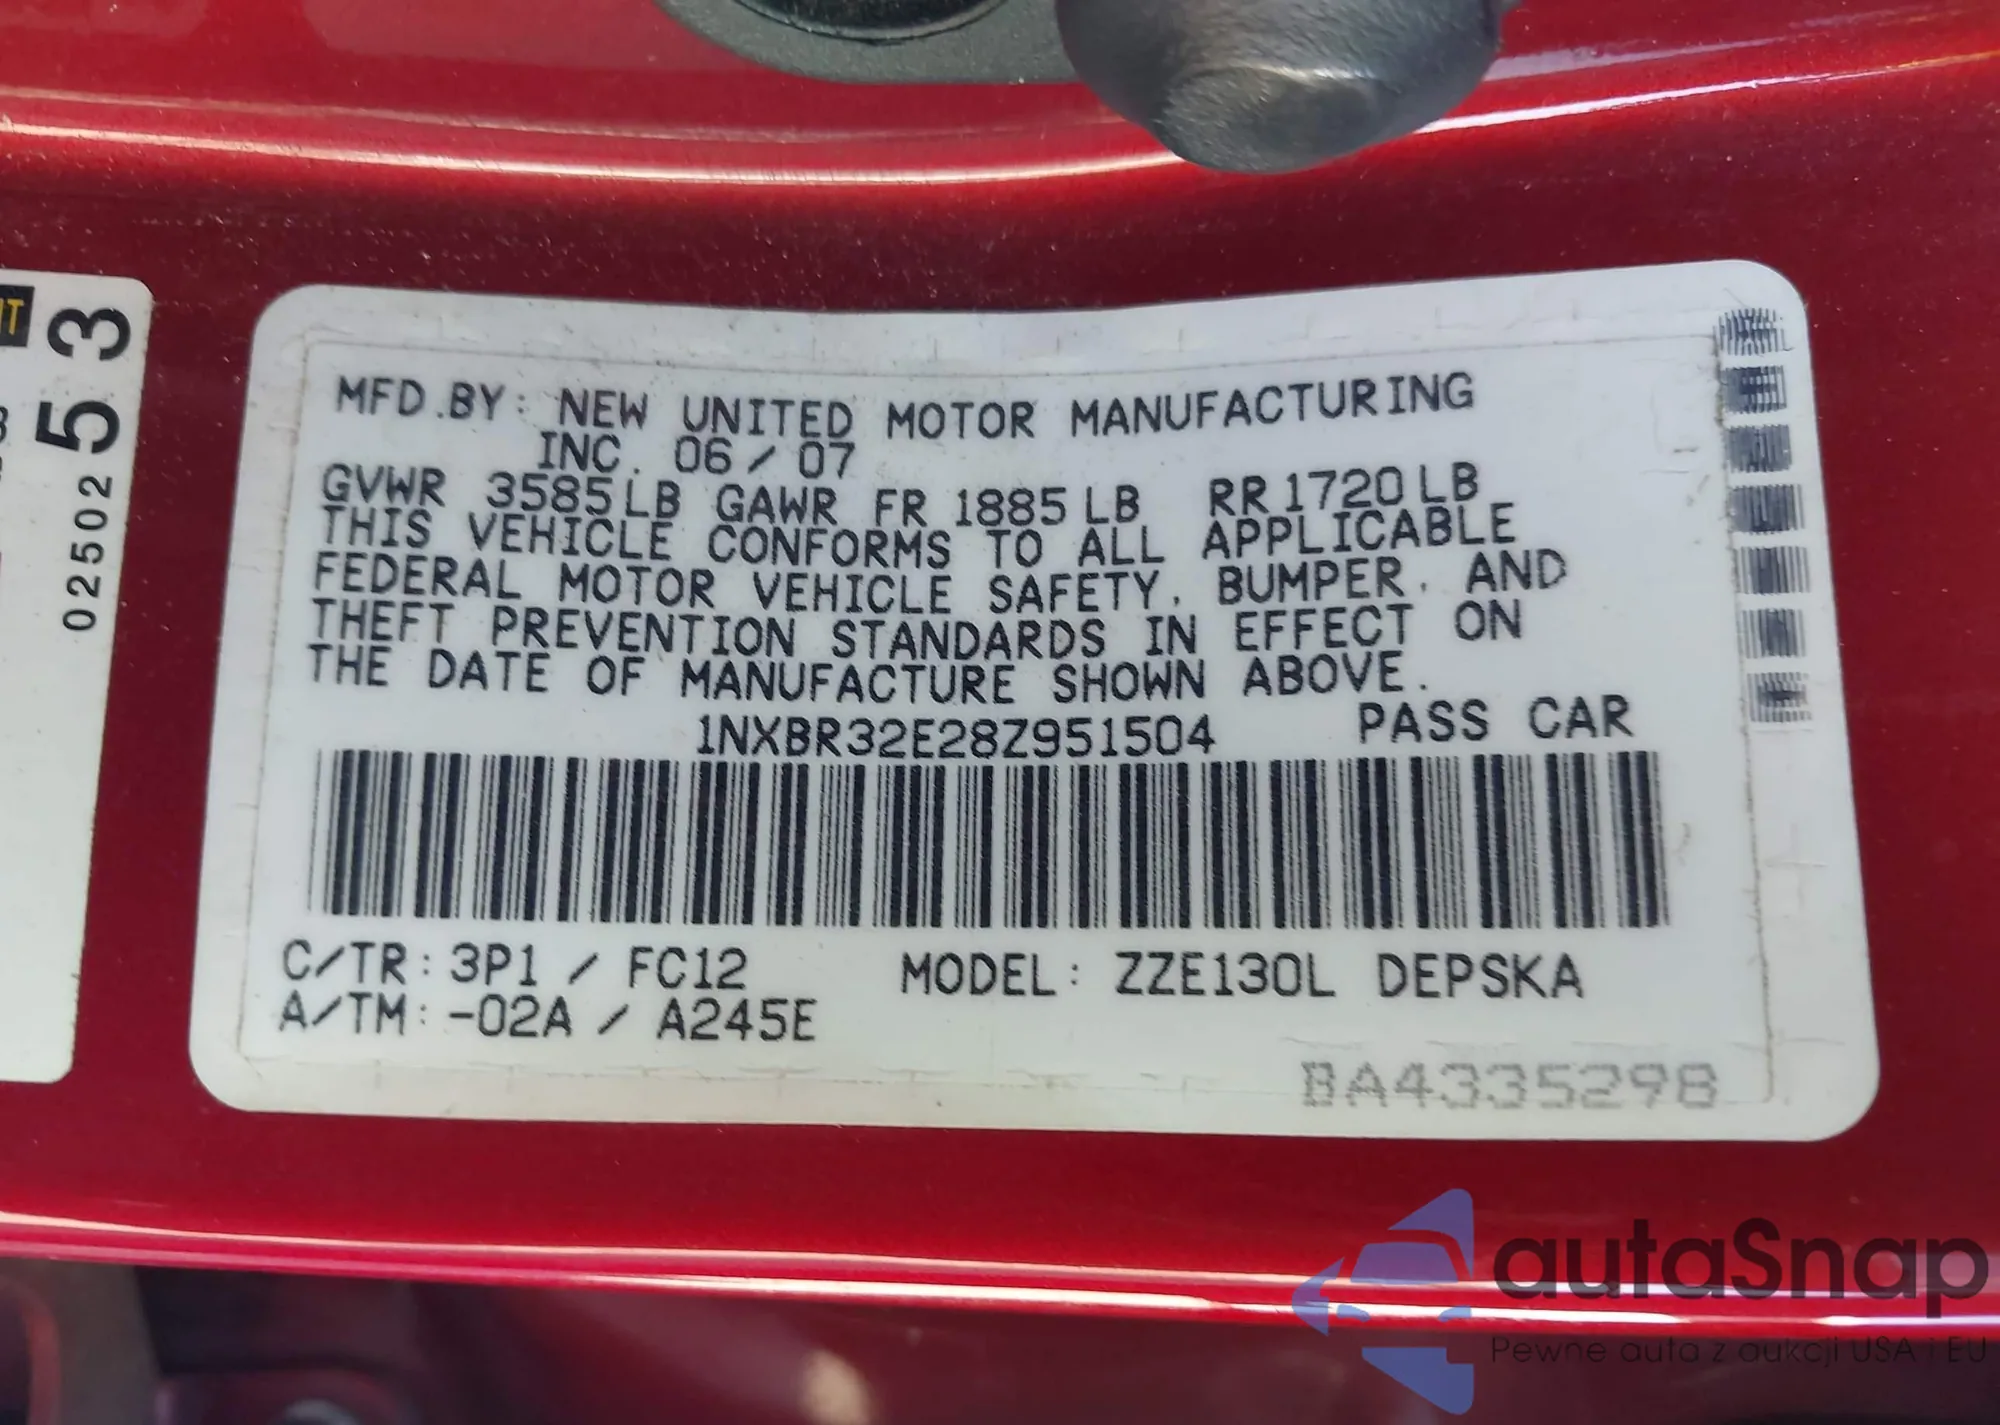 IT
53
02502
MFD.BY: NEW UNITED MOTOR MANUFACTURING
INC. 06/07
GVWR 3585LB GAWR FR 1885LB RR1720LB
THIS VEHICLE CONFORMS TO ALL APPLICABLE
FEDERAL MOTOR VEHICLE SAFETY, BUMPER, AND
THEFT PREVENTION STANDARDS IN EFFECT ON
THE DATE OF MANUFACTURE SHOWN ABOVE.
1NXBR32E28Z951504 PASS CAR
C/TR: 3P1 / FC12 MODEL: ZZE130L DEPSKA
A/TM: -02A / A245E
BA4335298
autaSnap
Pewne auta z aukcji USA i EU